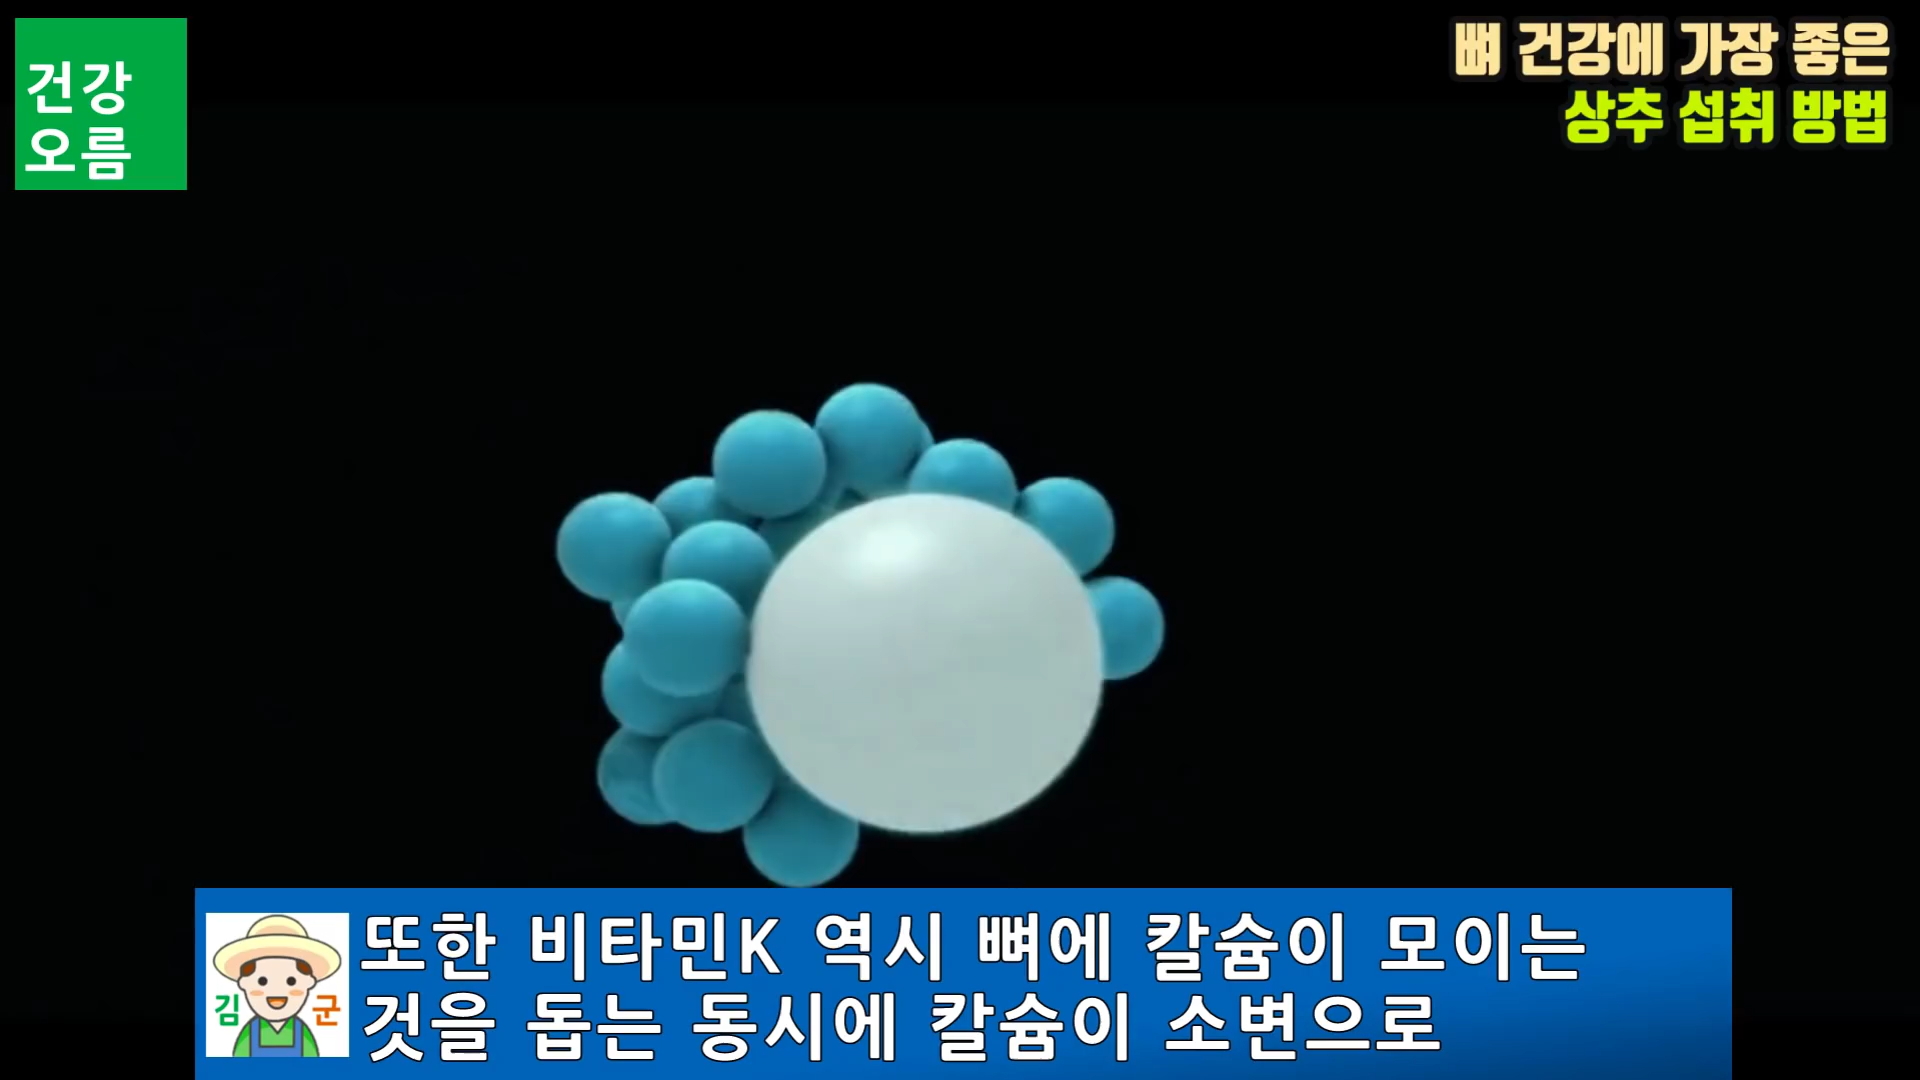 건강
오름
뼈 건강에 가장 좋은
상추 섭취 방법
김 군
또한 비타민K 역시 뼈에 칼슘이 모이는
것을 돕는 동시에 칼슘이 소변으로